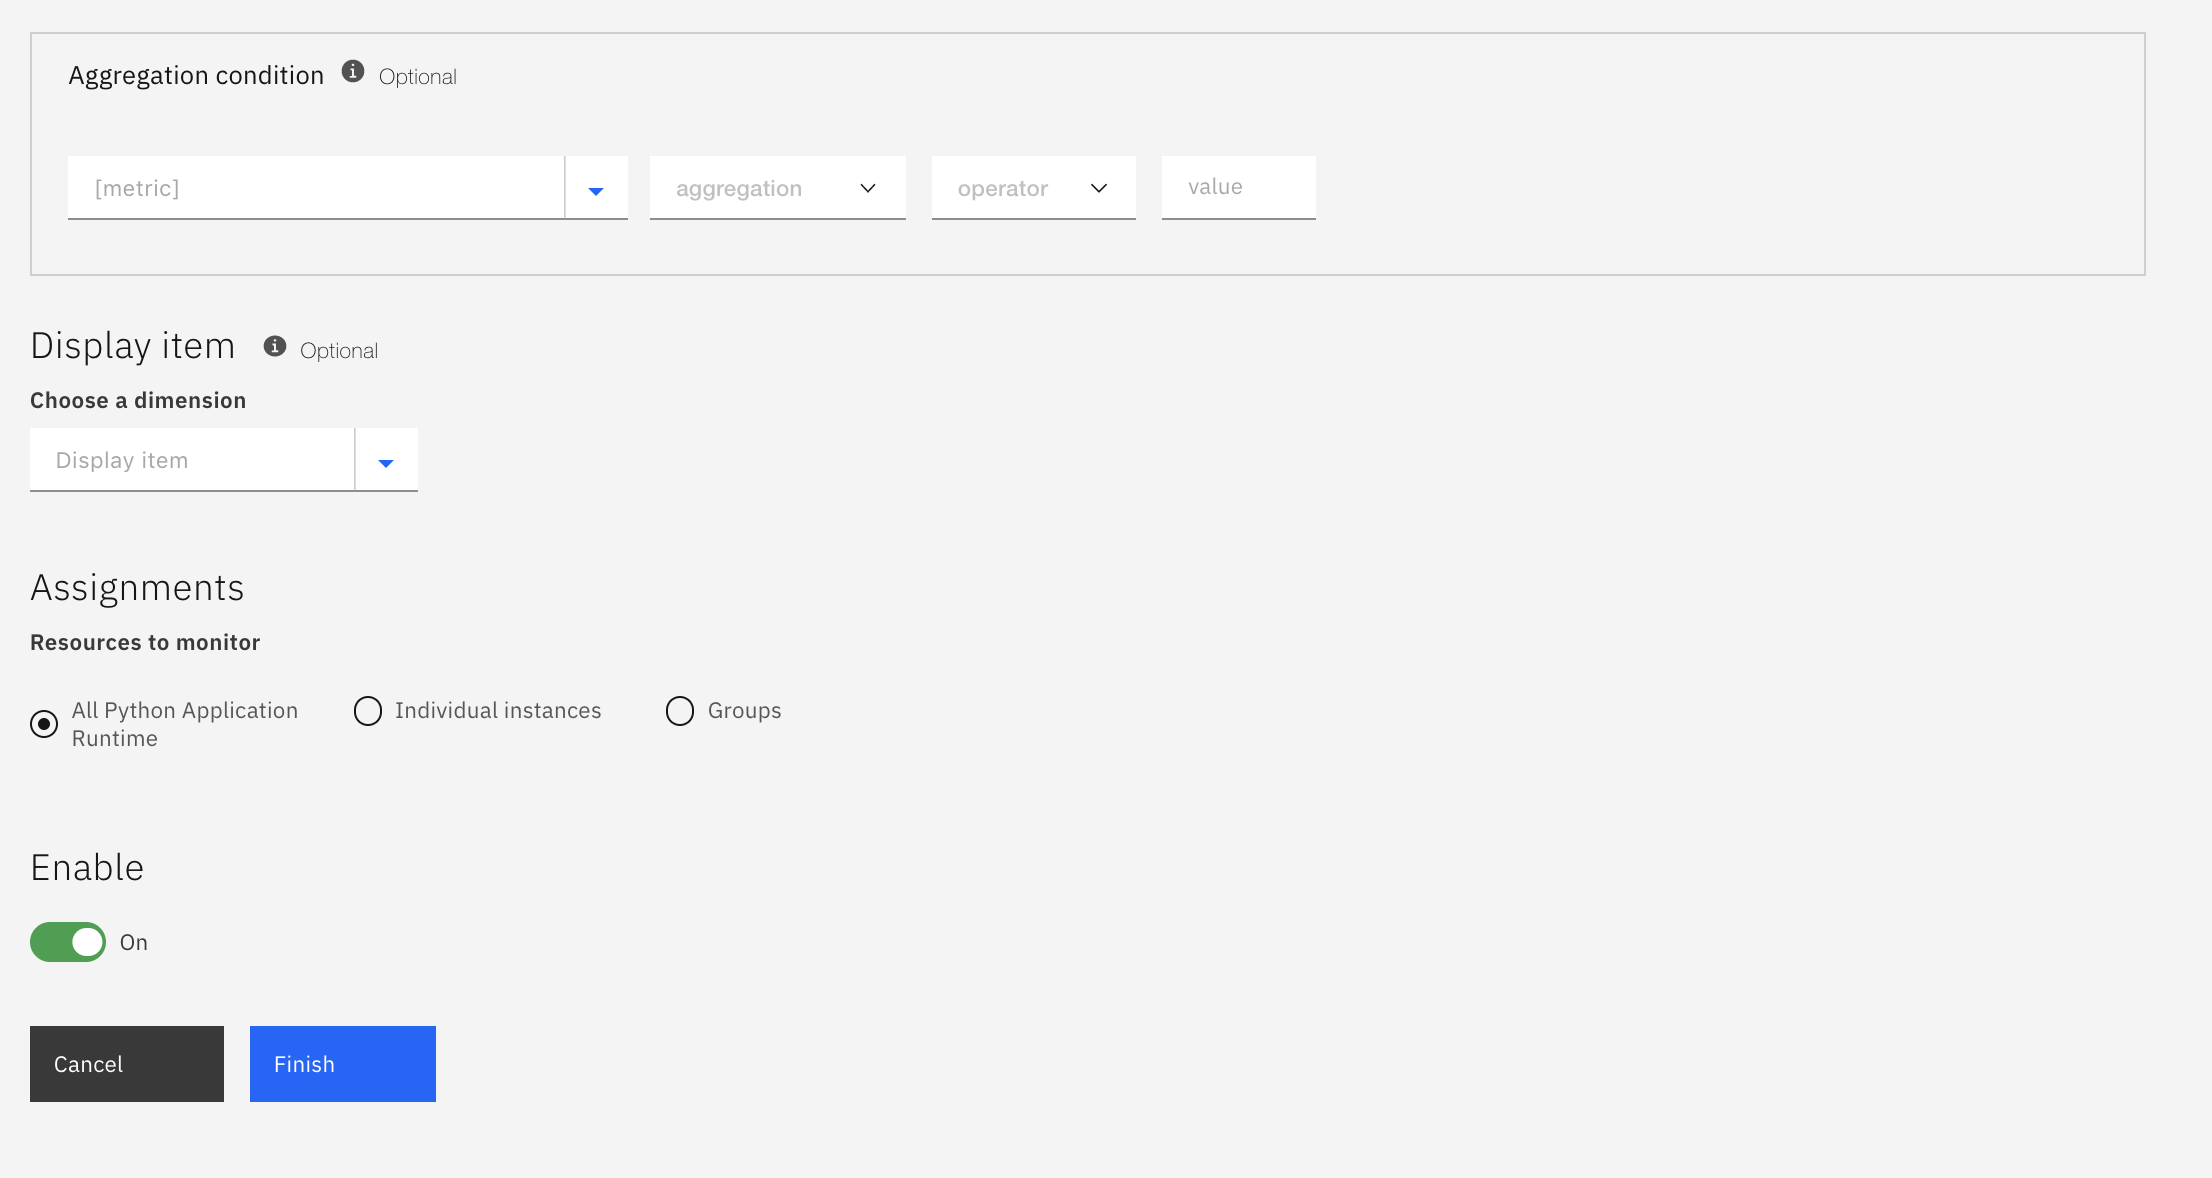 Aggregation condition Optional
[metric] aggregation operator value
Display item Optional
Choose a dimension
Display item
Assignments
Resources to monitor
All Python Application Individual instances Groups
Runtime
Enable
On
Cancel Finish